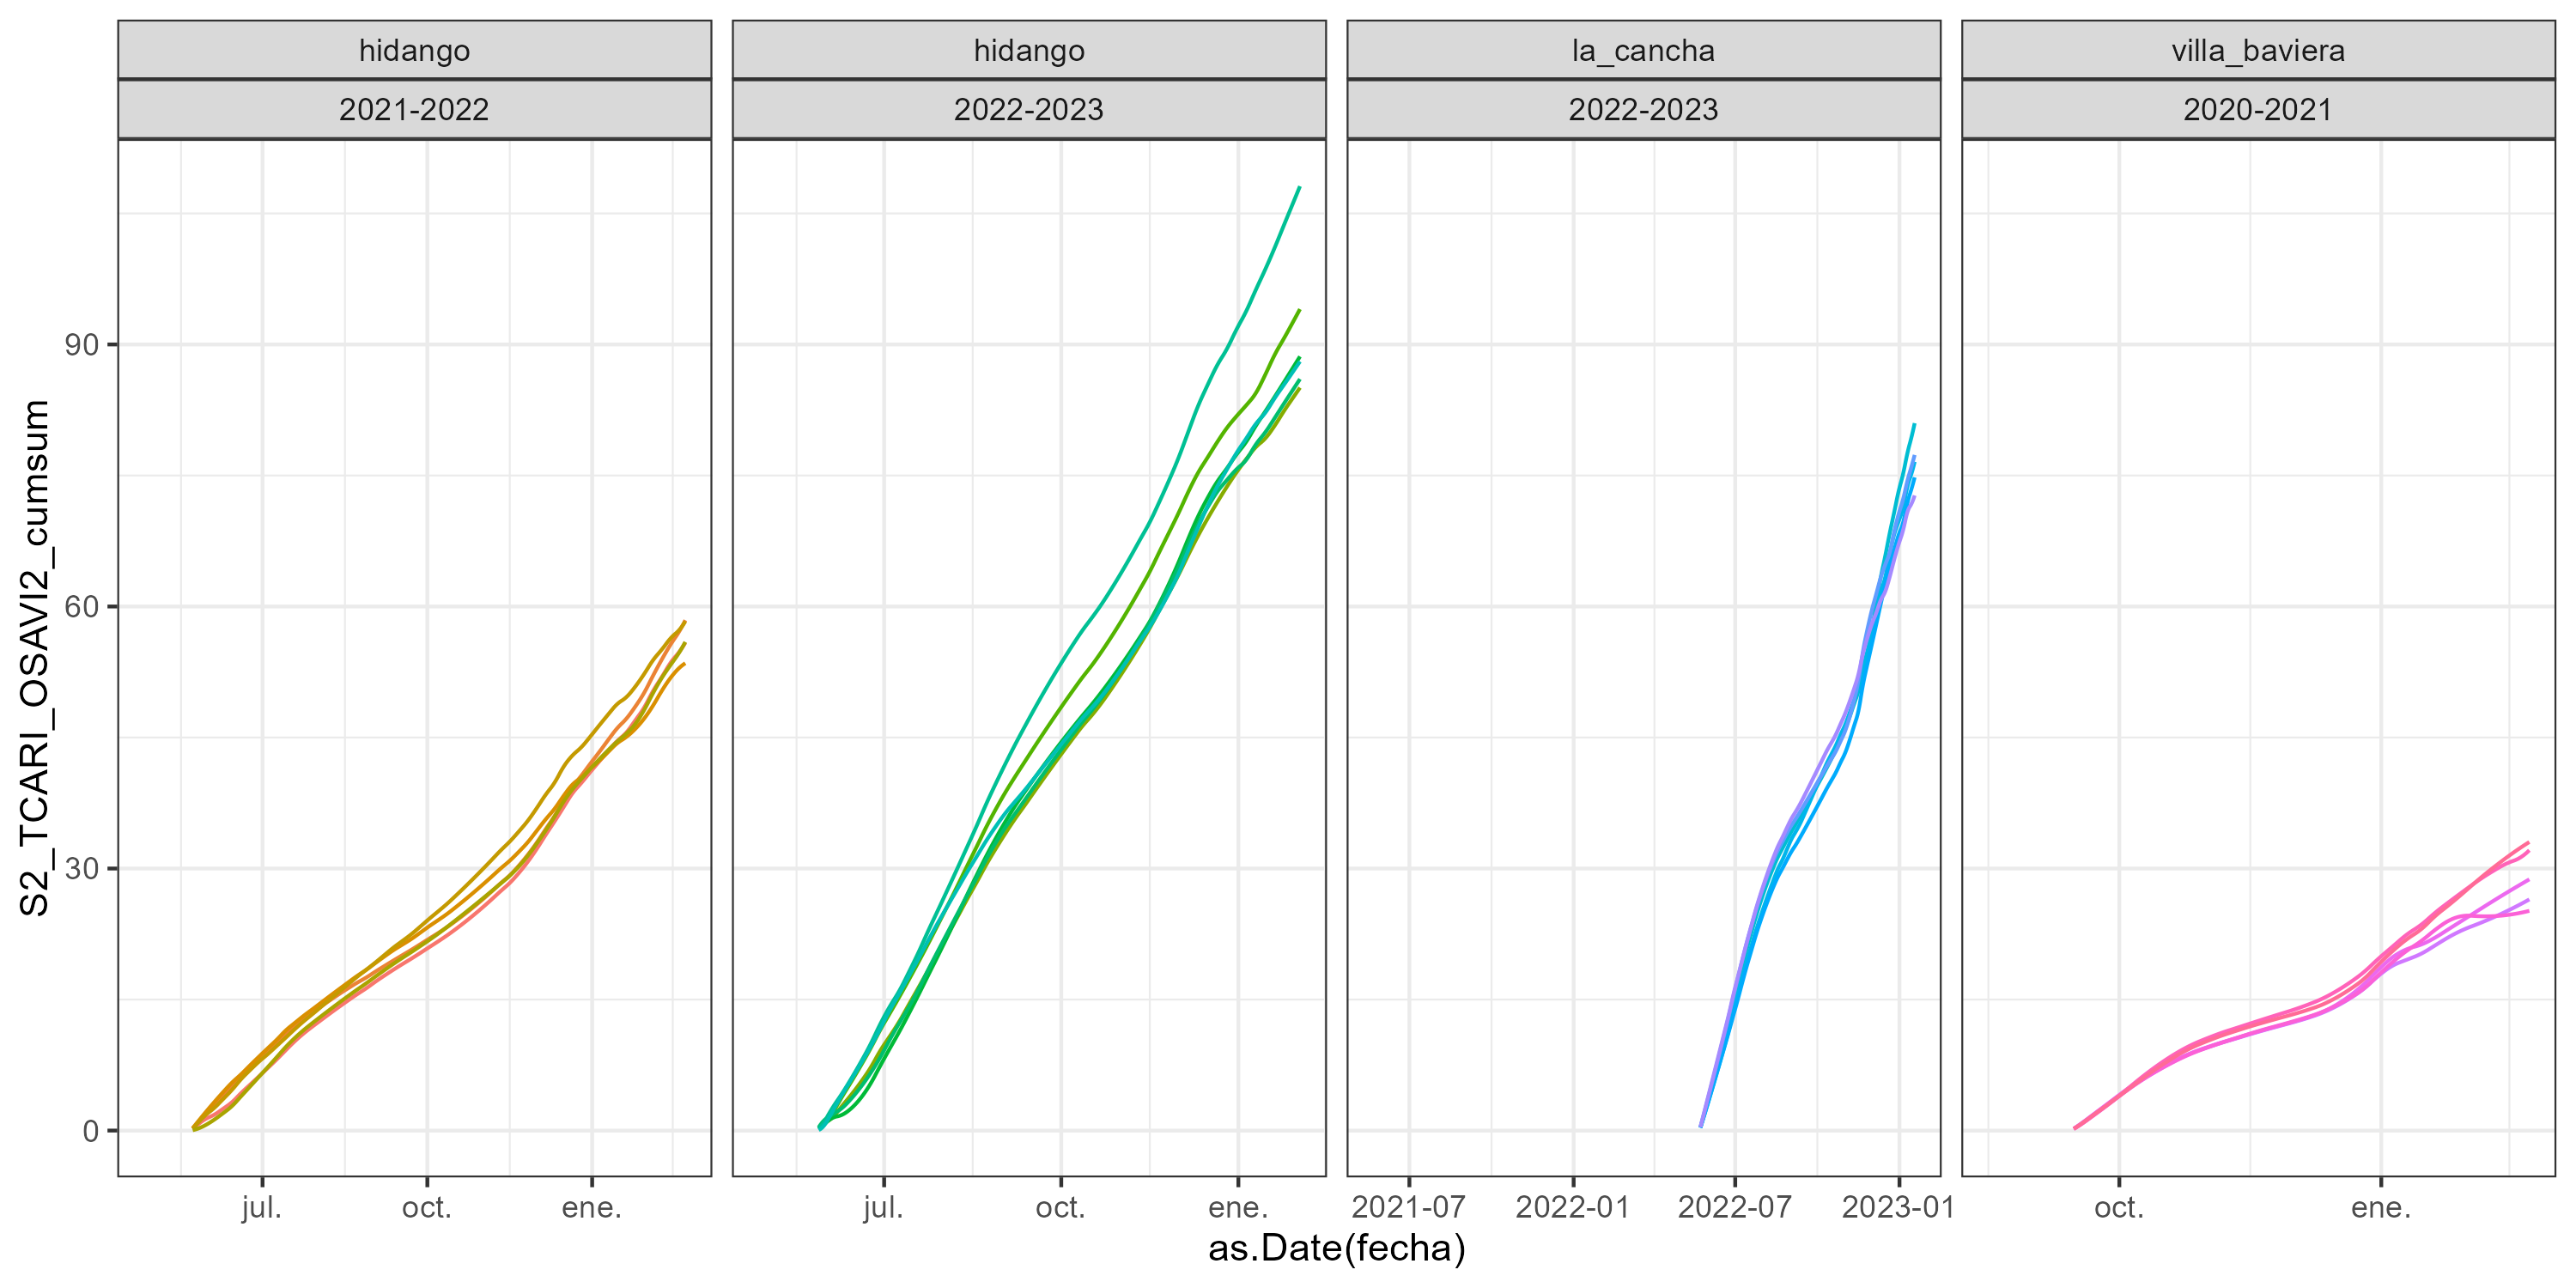 hidango
hidango
la_cancha
villa_baviera
2021-2022
2022-2023
2022-2023
2020-2021
S2_TCARI_OSAVI2_cumsum
90
60
30
0
jul.
oct.
ene.
jul.
oct.
ene.
2021-07
2022-01
2022-07
2023-01
oct.
ene.
as.Date(fecha)